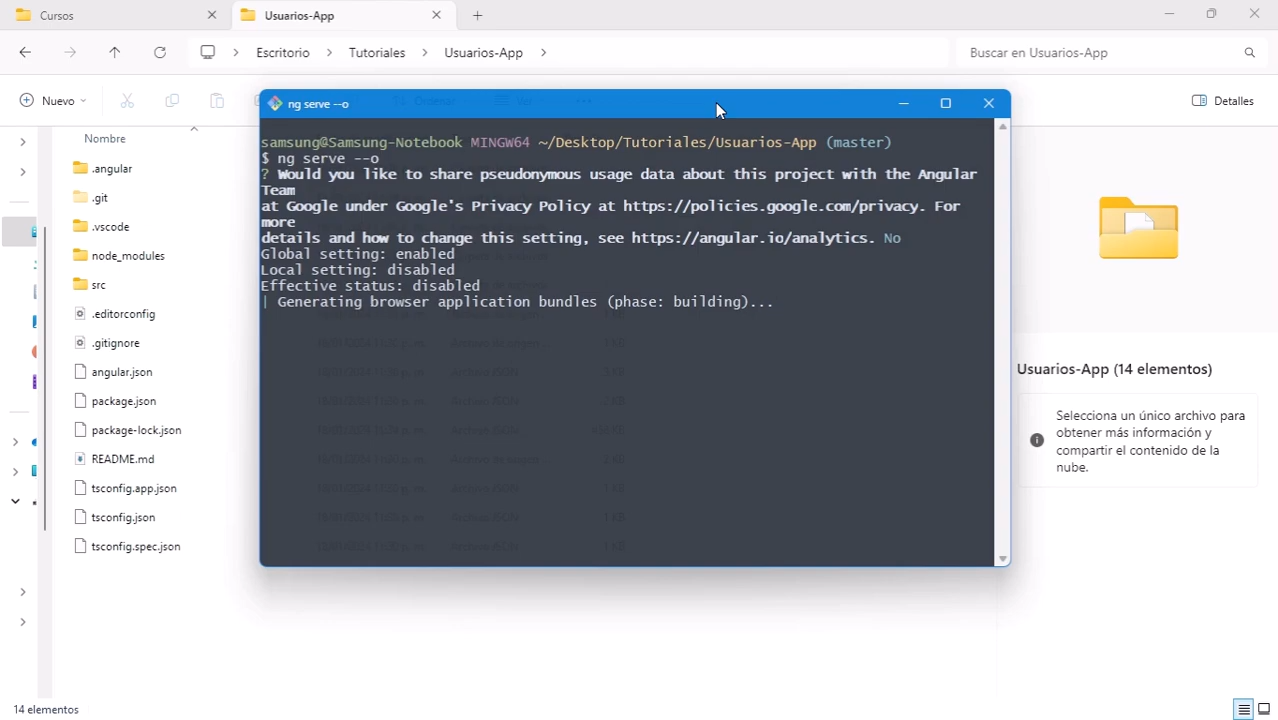 Cursos
Usuarios-App
Escritorio
Tutoriales
Usuarios-App
Buscar en Usuarios-App
Nuevo
Ordenar
Ver
Detalles
ng serve --o
samsung@Samsung-Notebook MINGW64 ~/Desktop/Tutoriales/Usuarios-App (master)
$ ng serve --o
? Would you like to share pseudonymous usage data about this project with the Angular
Team
at Google under Google's Privacy Policy at https://policies.google.com/privacy. For
more
details and how to change this setting, see https://angular.io/analytics. No
Global setting: enabled
Local setting: disabled
Effective status: disabled
| Generating browser application bundles (phase: building)...
Nombre
.angular
.git
.vscode
node_modules
src
.editorconfig
.gitignore
angular.json
package.json
package-lock.json
README.md
tsconfig.app.json
tsconfig.json
tsconfig.spec.json
Usuarios-App (14 elementos)
Selecciona un único archivo para
obtener más información y
compartir el contenido de la
nube.
14 elementos